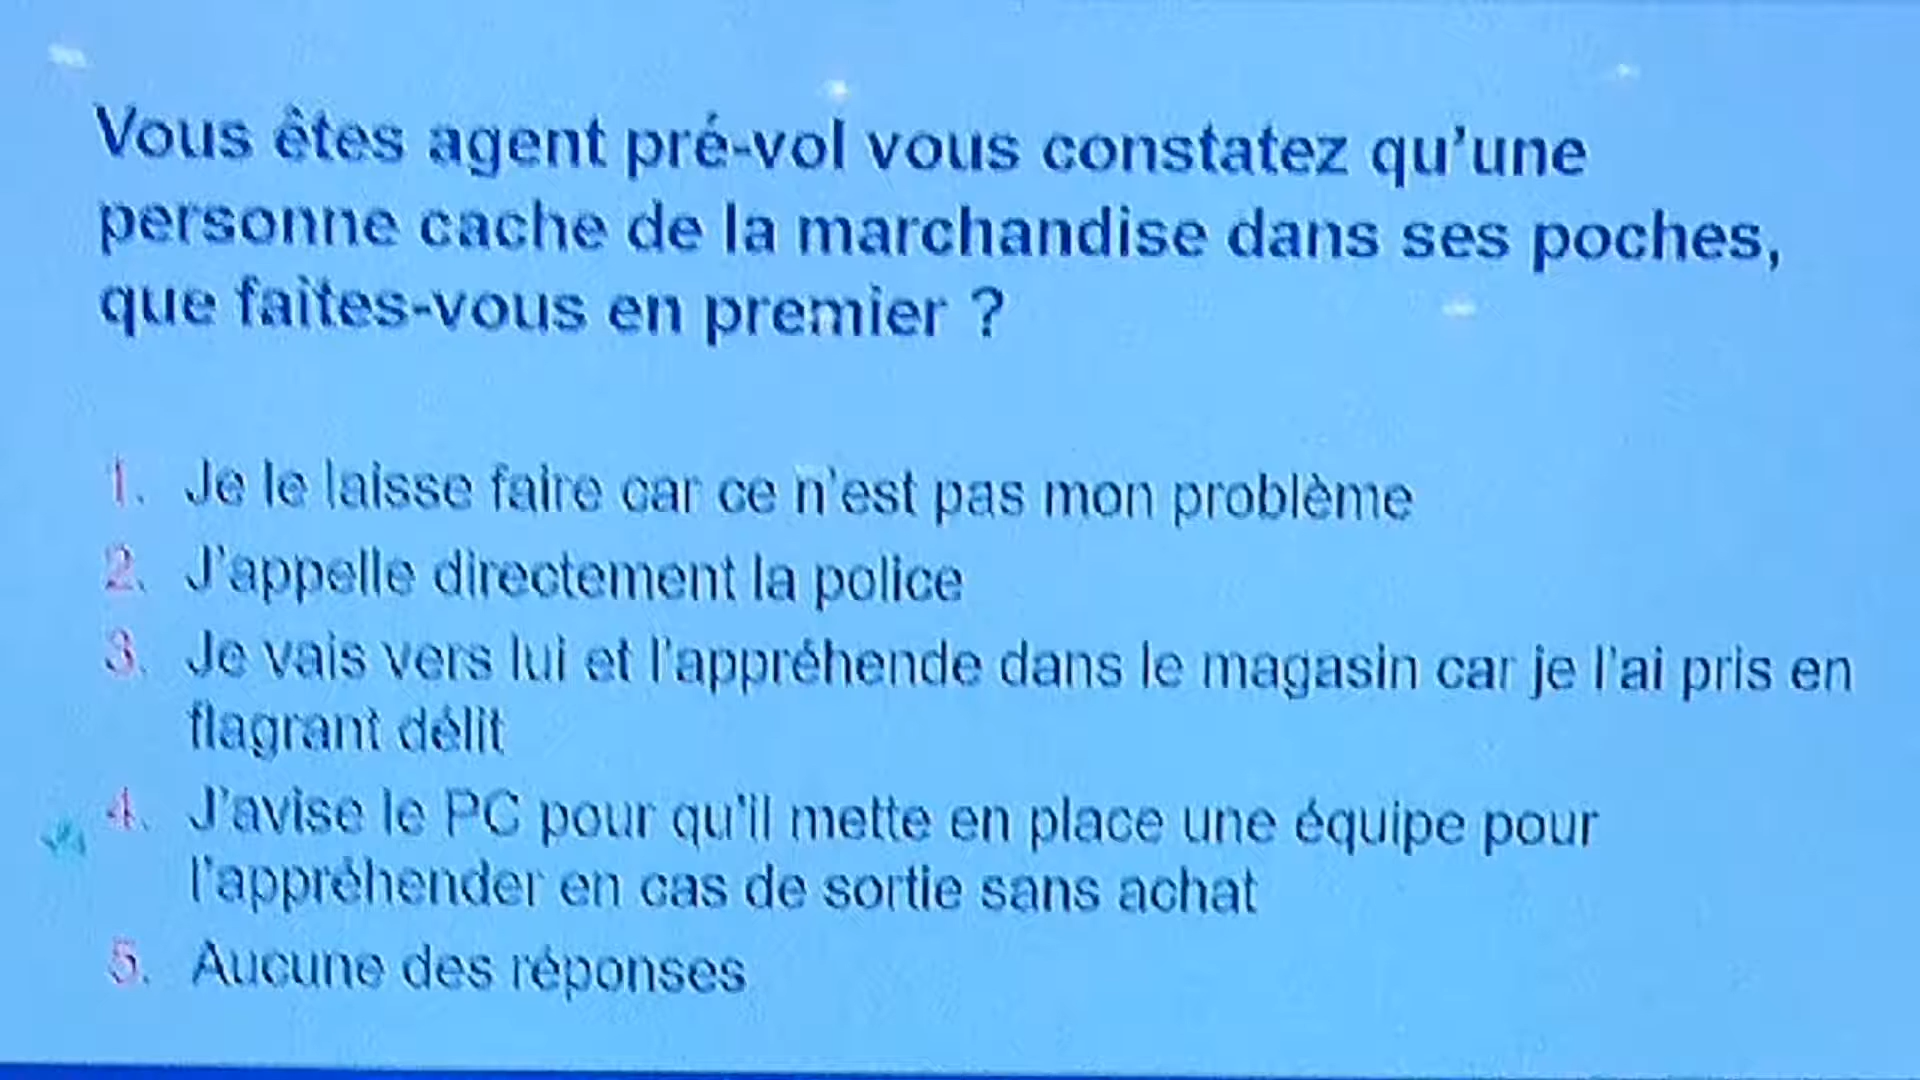 Vous êtes agent pré-vol vous constatez qu'une
personne cache de la marchandise dans ses poches,
que faites-vous en premier ?
1. Je le laisse faire car ce n'est pas mon problème
2. J'appelle directement la police
3. Je vais vers lui et l'appréhende dans le magasin car je l'ai pris en
flagrant délit
4. J'avise le PC pour qu'il mette en place une équipe pour
l'appréhender en cas de sortie sans achat
5. Aucune des réponses